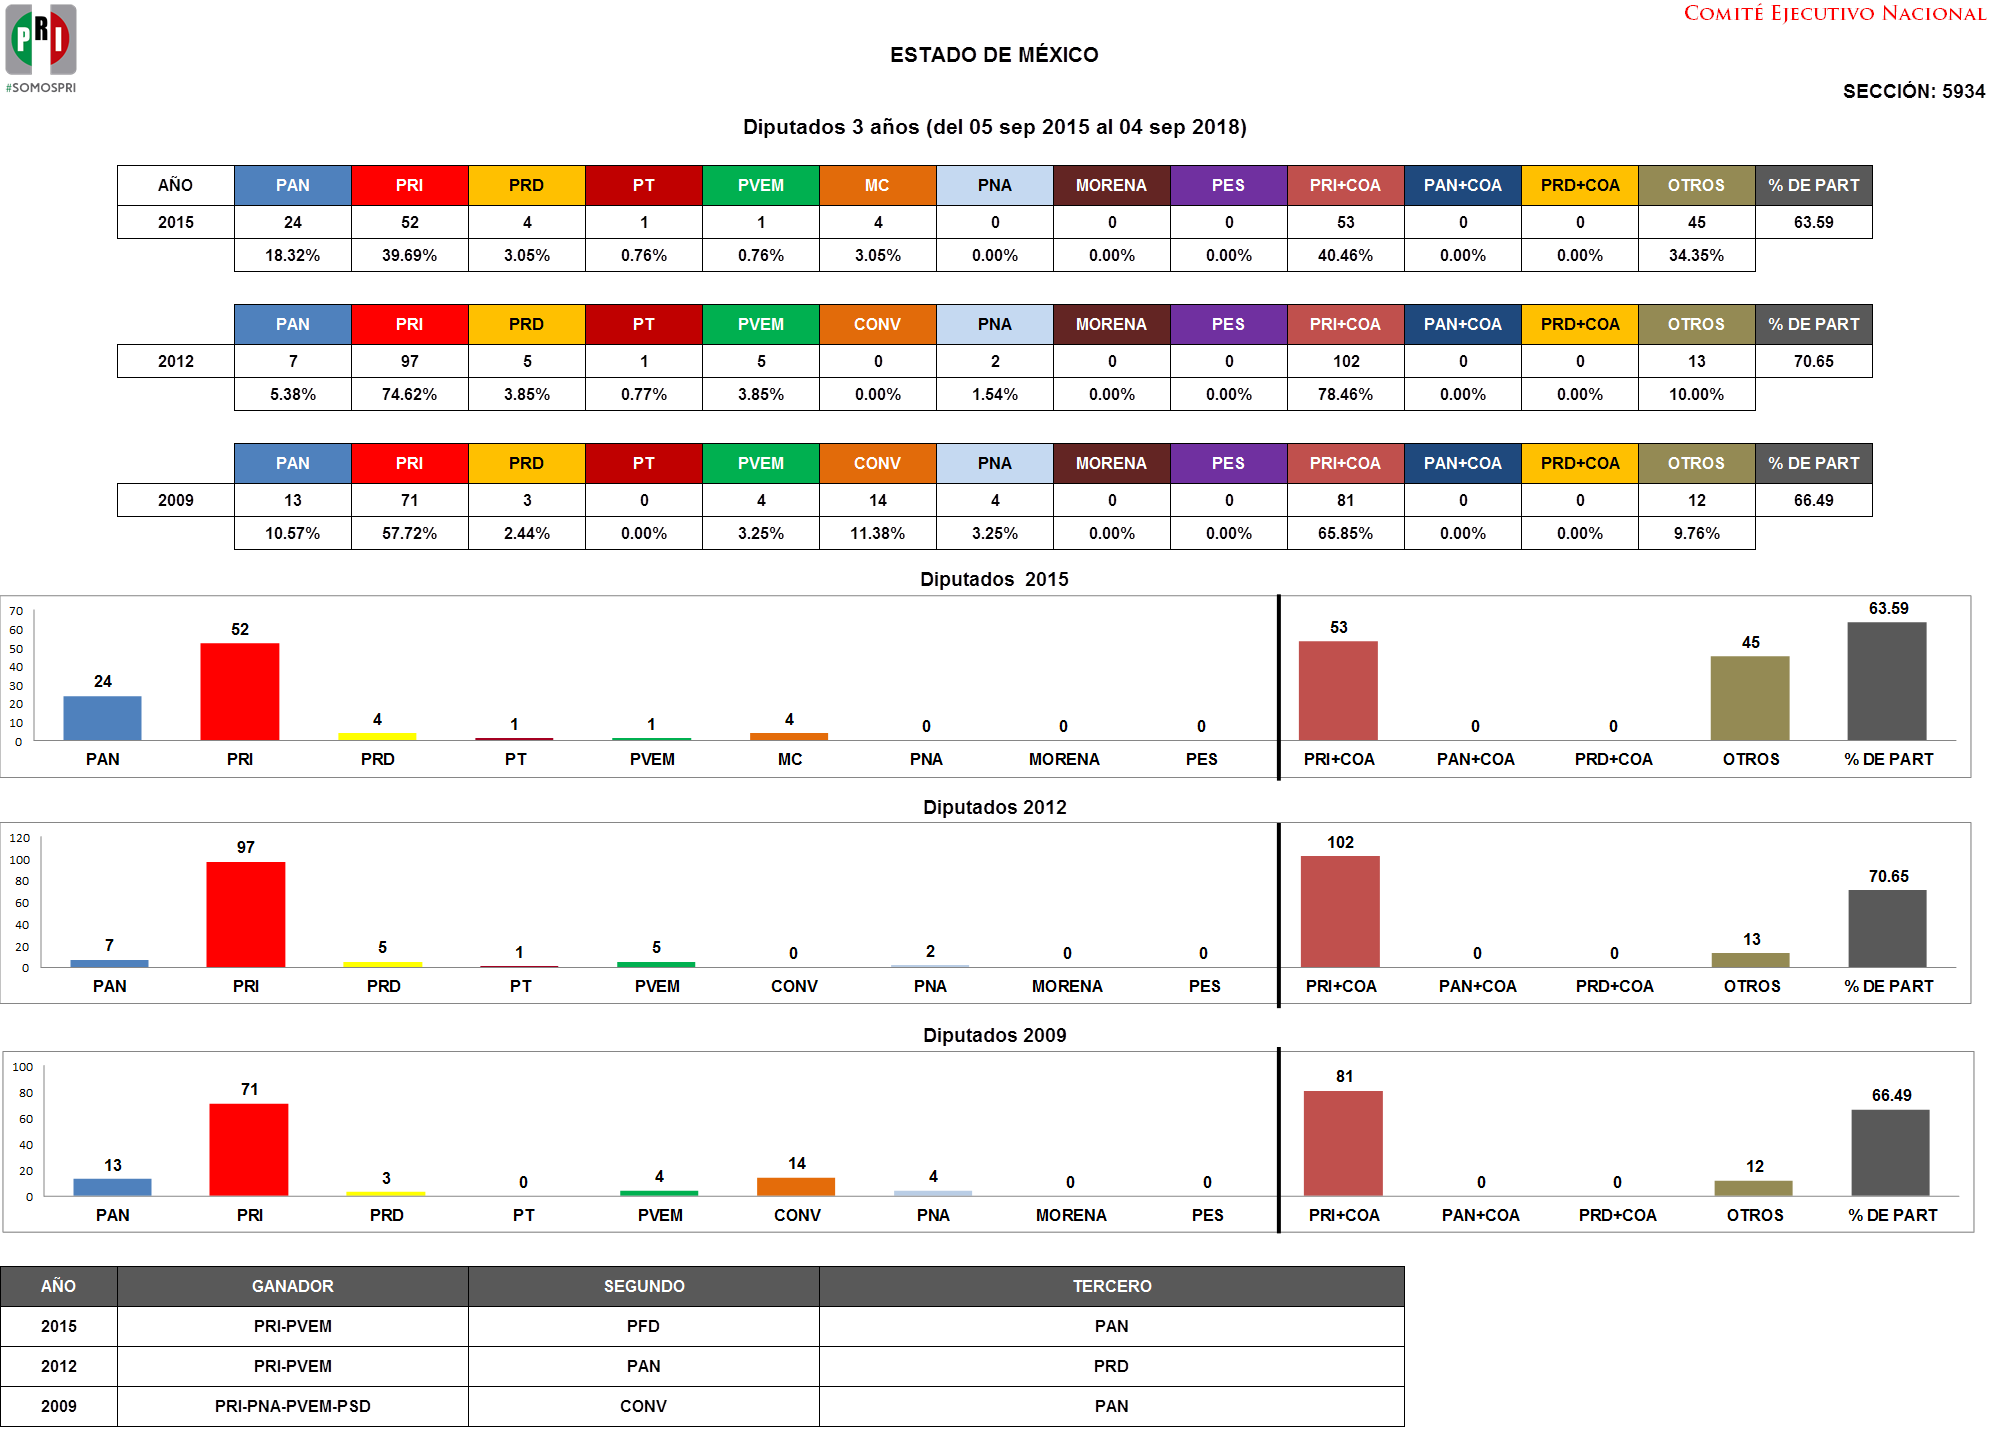 COMITÉ EJECUTIVO NACIONAL
PRI
#SOMOSPRI
ESTADO DE MÉXICO
SECCIÓN: 5934
Diputados 3 años (del 05 sep 2015 al 04 sep 2018)
AÑO PAN PRI PRD PT PVEM MC PNA MORENA PES PRI+COA PAN+COA PRD+COA OTROS % DE PART
2015 24 52 4 1 1 4 0 0 0 53 0 0 45 63.59
18.32% 39.69% 3.05% 0.76% 0.76% 3.05% 0.00% 0.00% 0.00% 40.46% 0.00% 0.00% 34.35%
PAN PRI PRD PT PVEM CONV PNA MORENA PES PRI+COA PAN+COA PRD+COA OTROS % DE PART
2012 7 97 5 1 5 0 2 0 0 102 0 0 13 70.65
5.38% 74.62% 3.85% 0.77% 3.85% 0.00% 1.54% 0.00% 0.00% 78.46% 0.00% 0.00% 10.00%
PAN PRI PRD PT PVEM CONV PNA MORENA PES PRI+COA PAN+COA PRD+COA OTROS % DE PART
2009 13 71 3 0 4 14 4 0 0 81 0 0 12 66.49
10.57% 57.72% 2.44% 0.00% 3.25% 11.38% 3.25% 0.00% 0.00% 65.85% 0.00% 0.00% 9.76%
Diputados 2015
70
60
50
40
30
20
10
0
24 52 4 1 1 4 0 0 0 53 0 0 45 63.59
PAN PRI PRD PT PVEM MC PNA MORENA PES PRI+COA PAN+COA PRD+COA OTROS % DE PART
Diputados 2012
120
100
80
60
40
20
0
7 97 5 1 5 0 2 0 0 102 0 0 13 70.65
PAN PRI PRD PT PVEM CONV PNA MORENA PES PRI+COA PAN+COA PRD+COA OTROS % DE PART
Diputados 2009
100
80
60
40
20
0
13 71 3 0 4 14 4 0 0 81 0 0 12 66.49
PAN PRI PRD PT PVEM CONV PNA MORENA PES PRI+COA PAN+COA PRD+COA OTROS % DE PART
AÑO GANADOR SEGUNDO TERCERO
2015 PRI-PVEM PFD PAN
2012 PRI-PVEM PAN PRD
2009 PRI-PNA-PVEM-PSD CONV PAN